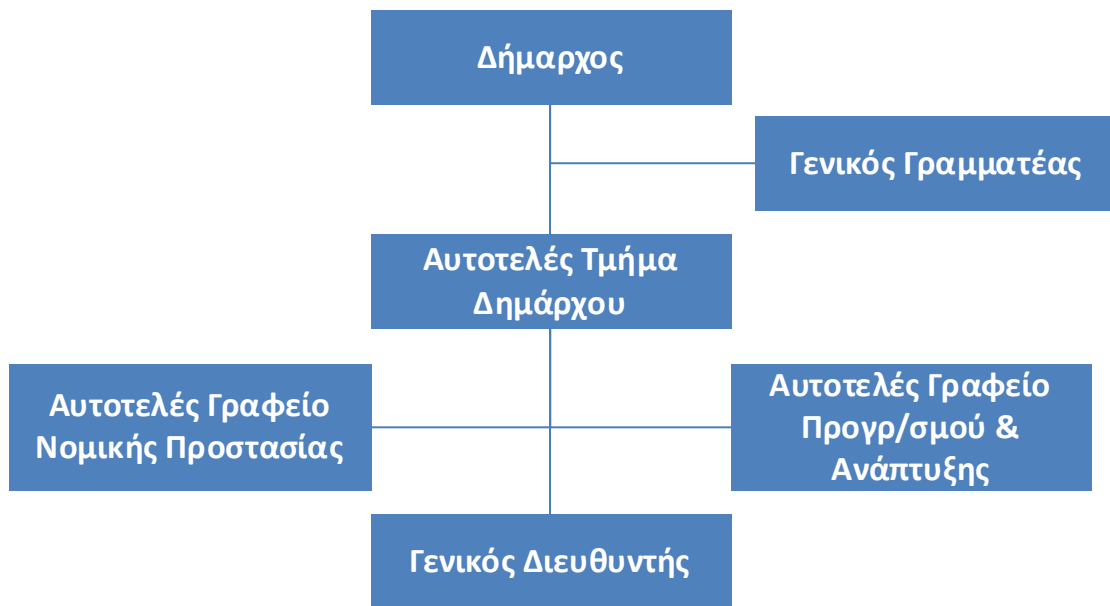 Δήμαρχος
Γενικός Γραμματέας
Αυτοτελές Τμήμα
Δημάρχου
Αυτοτελές Γραφείο
Νομικής Προστασίας
Αυτοτελές Γραφείο
Προγρ/σμού &
Ανάπτυξης
Γενικός Διευθυντής